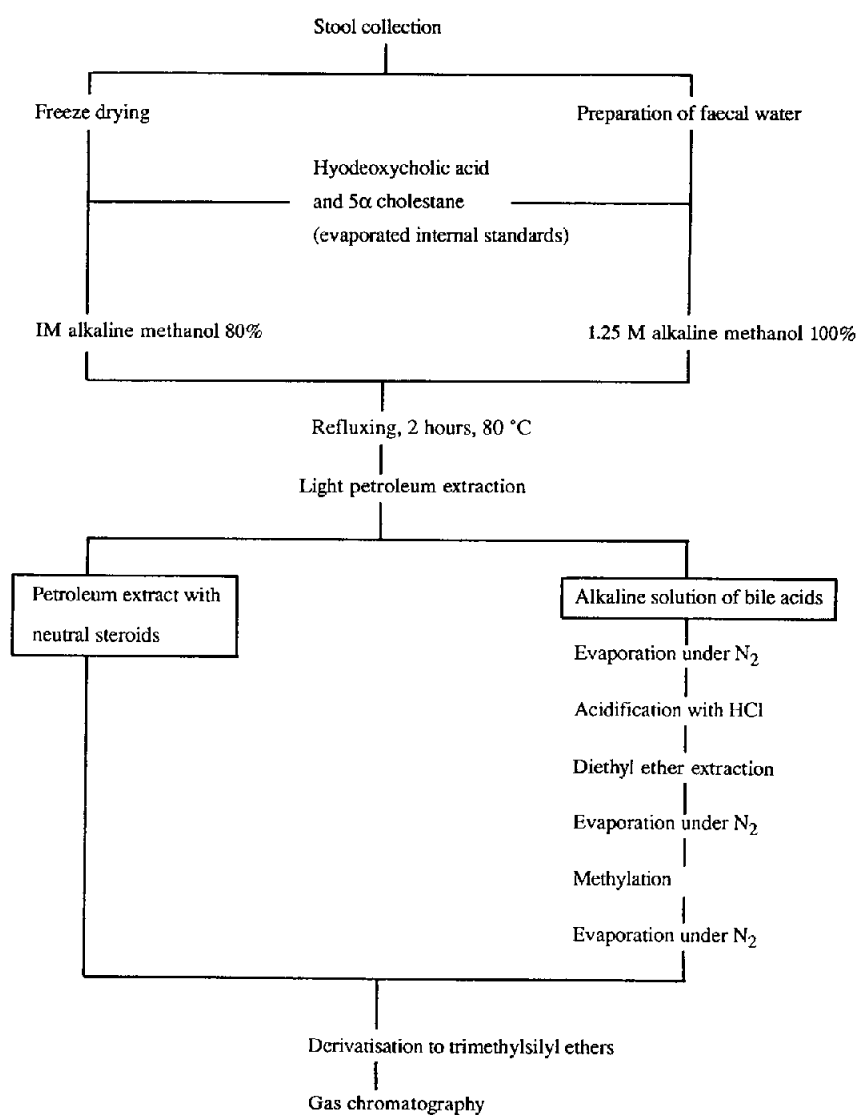 Stool collection
Freeze drying
Preparation of faecal water
Hyodeoxycholic acid
and 5α cholestane
(evaporated internal standards)
IM alkaline methanol 80%
1.25 M alkaline methanol 100%
Refluxing, 2 hours, 80 °C
Light petroleum extraction
Petroleum extract with
neutral steroids
Alkaline solution of bile acids
Evaporation under N₂
Acidification with HCl
Diethyl ether extraction
Evaporation under N₂
Methylation
Evaporation under N₂
Derivatisation to trimethylsilyl ethers
Gas chromatography